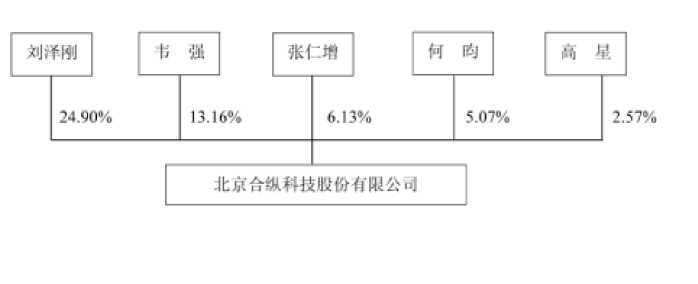 刘泽刚 韦 强 张仁增 何 昀 高 星
24.90% 13.16% 6.13% 5.07% 2.57%
北京合纵科技股份有限公司